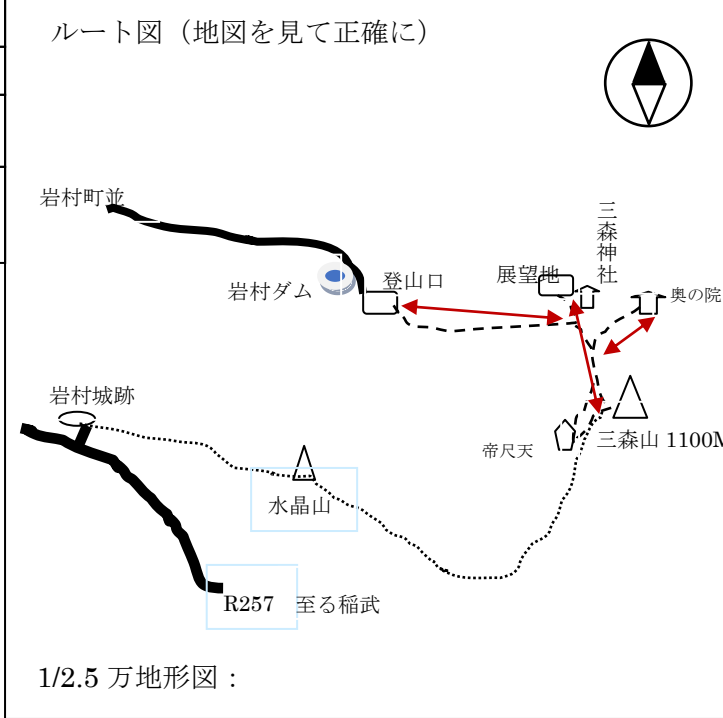 ルート図（地図を見て正確に）
岩村町並
三森神社
登山口
展望地
岩村ダム
奥の院
岩村城跡
帝尺天
三森山 1100M
水晶山
R257 至る稲武
1/2.5 万地形図：